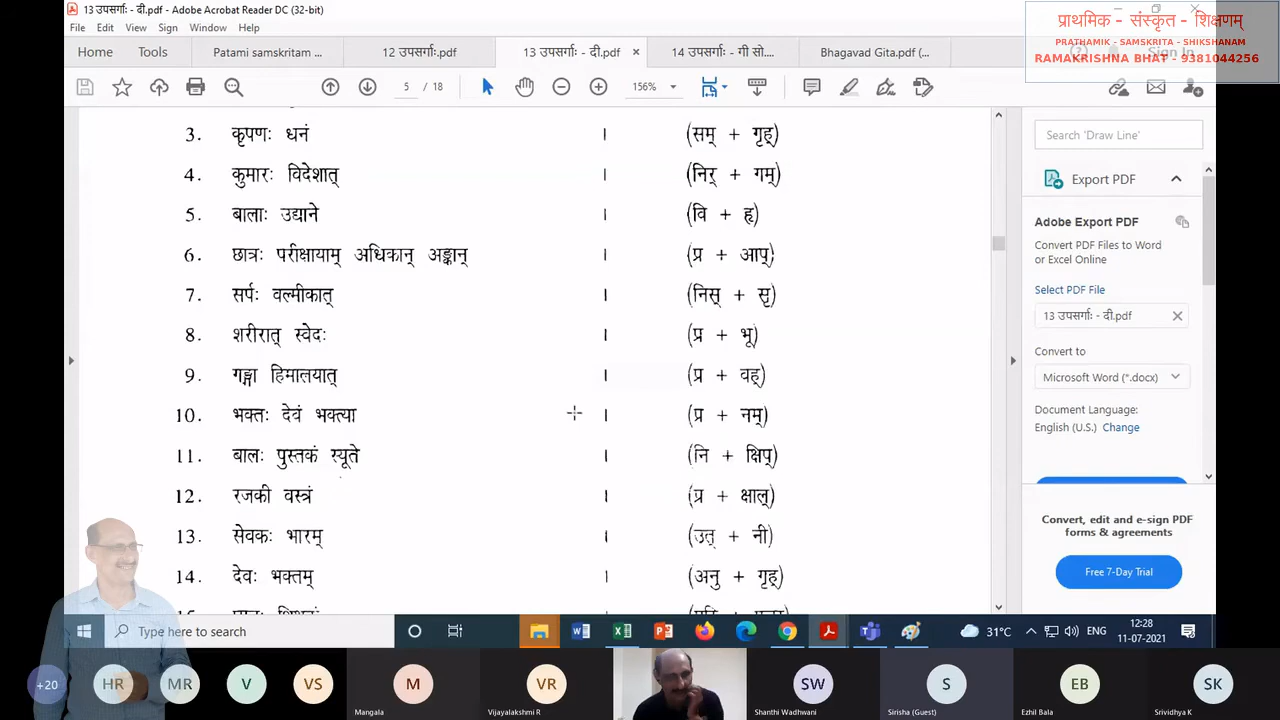 13 उपसर्गाः - दी.pdf - Adobe Acrobat Reader DC (32-bit)
File Edit View Sign Window Help
Home Tools Patami samskritam ... 12 उपसर्गाः.pdf 13 उपसर्गाः - दी.pdf × 14 उपसर्गाः - गी सो.... Bhagavad Gita.pdf (... Sign In
प्राथमिक - संस्कृत - शिक्षणम्
PRATHAMIK - SAMSKRITA - SHIKSHANAM
RAMAKRISHNA BHAT - 9381044256
5 / 18 156%
3. कृपणः धनं । (सम् + गृह्)
4. कुमारः विदेशात् । (निर् + गम्)
5. बालाः उद्याने । (वि + हृ)
6. छात्रः परीक्षायाम् अधिकान् अङ्कान् । (प्र + आप्)
7. सर्पः वल्मीकात् । (निस् + सृ)
8. शरीरात् स्वेदः । (प्र + भू)
9. गङ्गा हिमालयात् । (प्र + वह्)
10. भक्तः देवं भक्त्या । (प्र + नम्)
11. बालः पुस्तकं स्यूते । (नि + क्षिप्)
12. रजकी वस्त्रं । (प्र + क्षाल्)
13. सेवकः भारम् । (उत् + नी)
14. देवः भक्तम् । (अनु + गृह्)
Search 'Draw Line'
Export PDF
Adobe Export PDF
Convert PDF Files to Word
or Excel Online
Select PDF File
13 उपसर्गाः - दी.pdf
Convert to
Microsoft Word (*.docx)
Document Language:
English (U.S.) Change
Convert, edit and e-sign PDF
forms & agreements
Free 7-Day Trial
Type here to search
31°C ENG 12:28
11-07-2021
+20 HR MR V VS M VR SW S EB SK
Mangala Vijayalakshmi R Shanthi Wadhwani Sirisha (Guest) Ezhil Bala Srividhya K